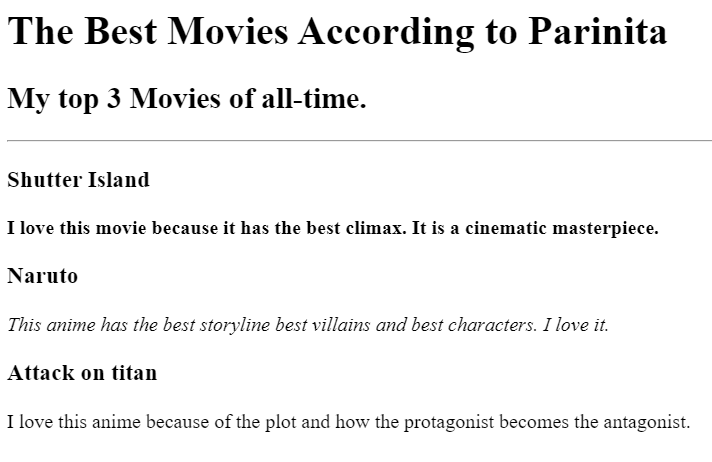 The Best Movies According to Parinita
My top 3 Movies of all-time.
Shutter Island
I love this movie because it has the best climax. It is a cinematic masterpiece.
Naruto
This anime has the best storyline best villains and best characters. I love it.
Attack on titan
I love this anime because of the plot and how the protagonist becomes the antagonist.